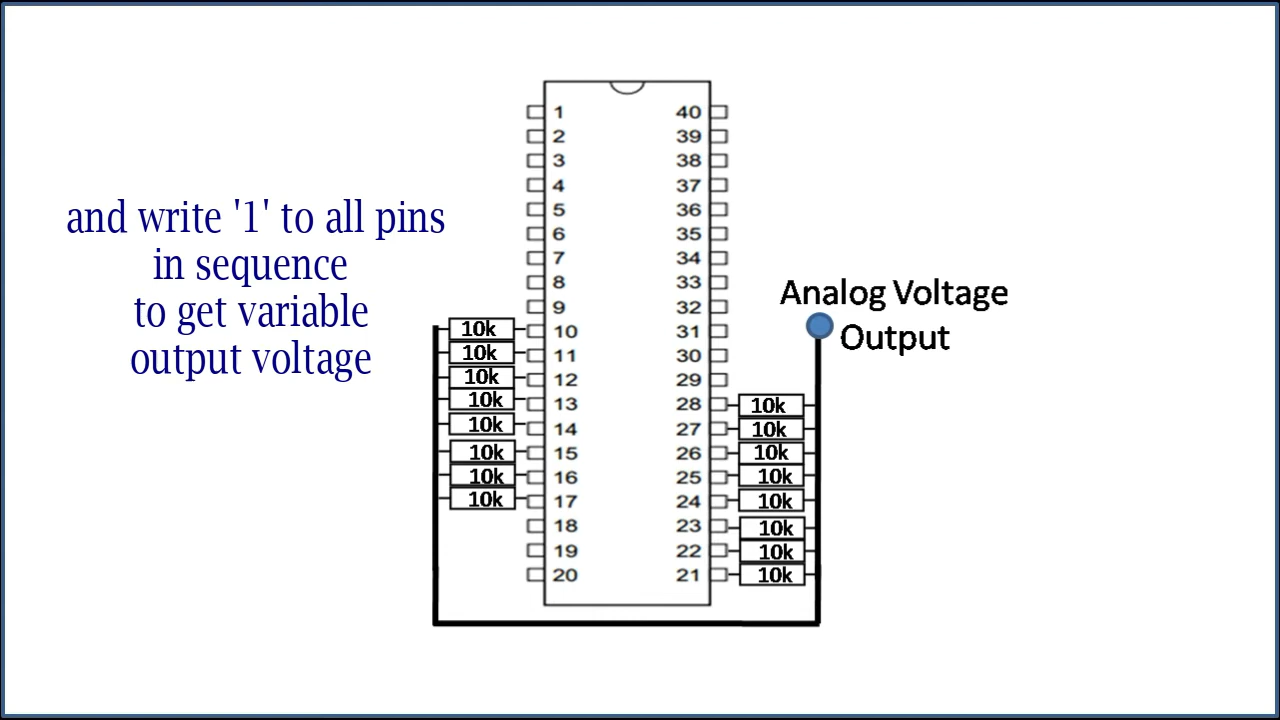 and write '1' to all pins
in sequence
to get variable
output voltage
Analog Voltage
Output
1 40
2 39
3 38
4 37
5 36
6 35
7 34
8 33
9 32
10k 10 31
10k 11 30
10k 12 29
10k 13 28 10k
10k 14 27 10k
10k 15 26 10k
10k 16 25 10k
10k 17 24 10k
18 23 10k
19 22 10k
20 21 10k